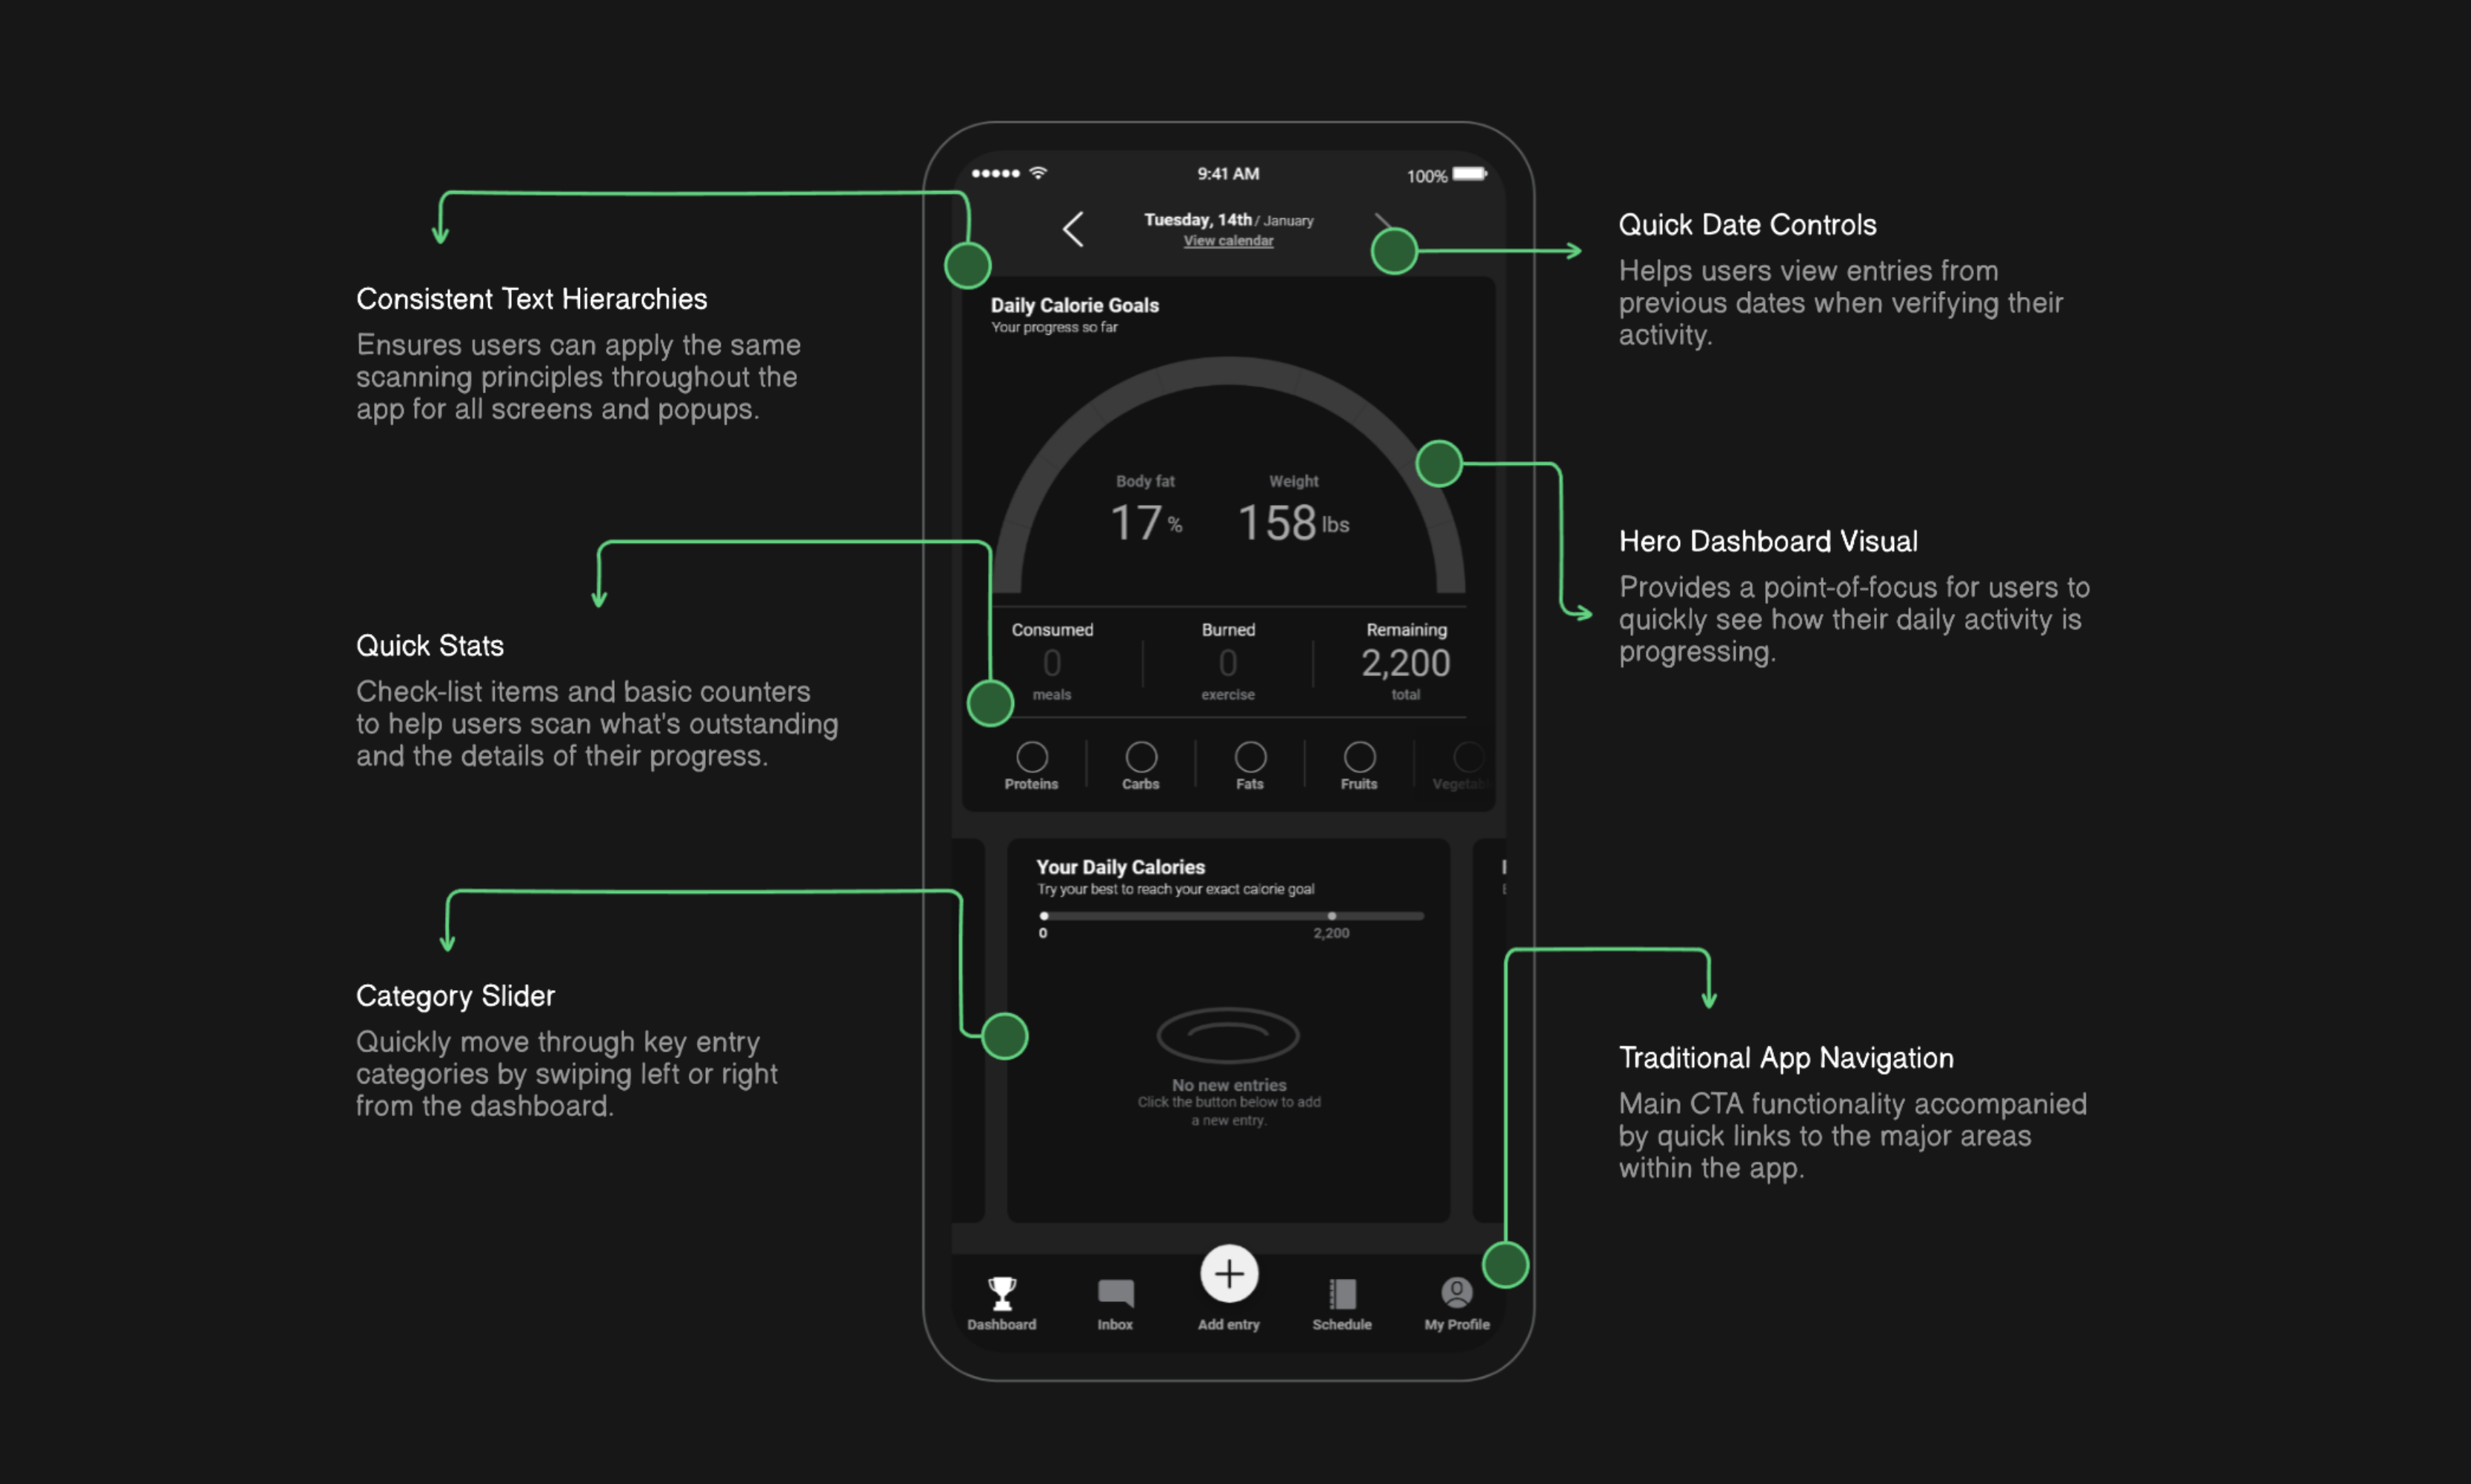 9:41 AM
100%
Tuesday, 14th / January
View calendar
Daily Calorie Goals
Your progress so far
Body fat
Weight
17 %
158 lbs
Consumed
Burned
Remaining
0
0
2,200
meals
exercise
total
Proteins
Carbs
Fats
Fruits
Your Daily Calories
Try your best to reach your exact calorie goal
0
2,200
No new entries
Click the button below to add
a new entry.
Dashboard
Inbox
Add entry
Schedule
My Profile
Consistent Text Hierarchies
Ensures users can apply the same
scanning principles throughout the
app for all screens and popups.
Quick Stats
Check-list items and basic counters
to help users scan what's outstanding
and the details of their progress.
Category Slider
Quickly move through key entry
categories by swiping left or right
from the dashboard.
Quick Date Controls
Helps users view entries from
previous dates when verifying their
activity.
Hero Dashboard Visual
Provides a point-of-focus for users to
quickly see how their daily activity is
progressing.
Traditional App Navigation
Main CTA functionality accompanied
by quick links to the major areas
within the app.